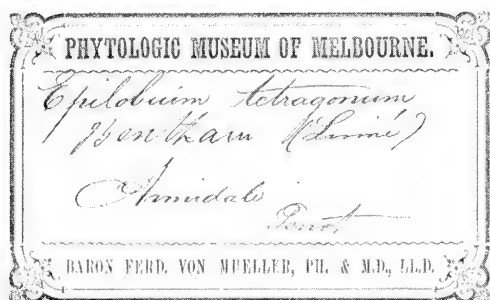 PHYTOLOGIC MUSEUM OF MELBOURNE.
Epilobium tetragonum
Bentham (Linné)
Armidale
Perrot
BARON FERD. VON MUELLER, PH. & M.D., LL.D.